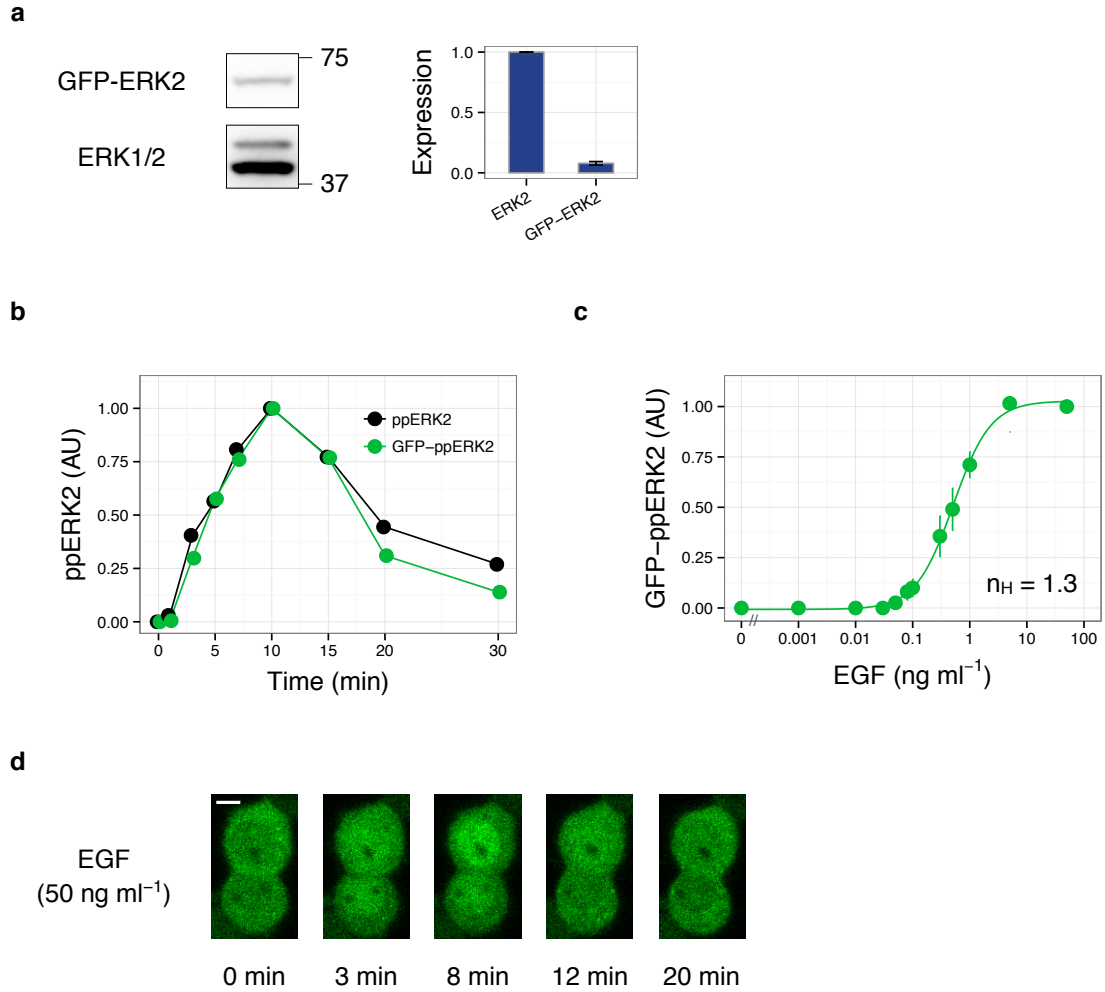 a
GFP-ERK2
75
ERK1/2
37
Expression
1.0
0.5
0.0
ERK2
GFP−ERK2
b
ppERK2 (AU)
1.00
0.75
0.50
0.25
0.00
ppERK2
GFP−ppERK2
0 5 10 15 20 30
Time (min)
c
GFP−ppERK2 (AU)
1.00
0.75
0.50
0.25
0.00
nH = 1.3
0 0.001 0.01 0.1 1 10 100
EGF (ng ml⁻¹)
d
EGF
(50 ng ml⁻¹)
0 min 3 min 8 min 12 min 20 min